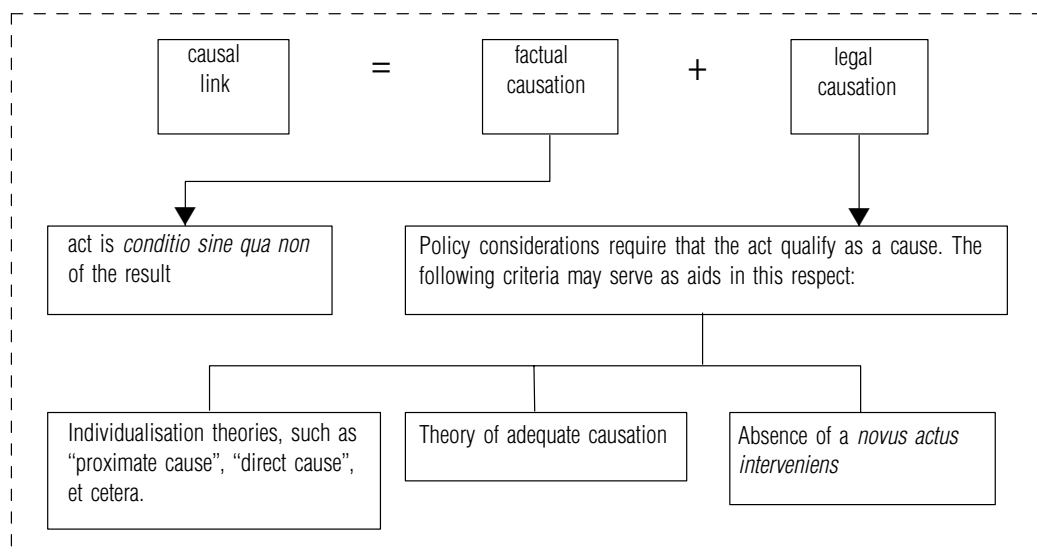 causal
link
=
factual
causation
+
legal
causation
act is conditio sine qua non
of the result
Policy considerations require that the act qualify as a cause. The
following criteria may serve as aids in this respect:
Individualisation theories, such as
“proximate cause”, “direct cause”,
et cetera.
Theory of adequate causation
Absence of a novus actus
interveniens